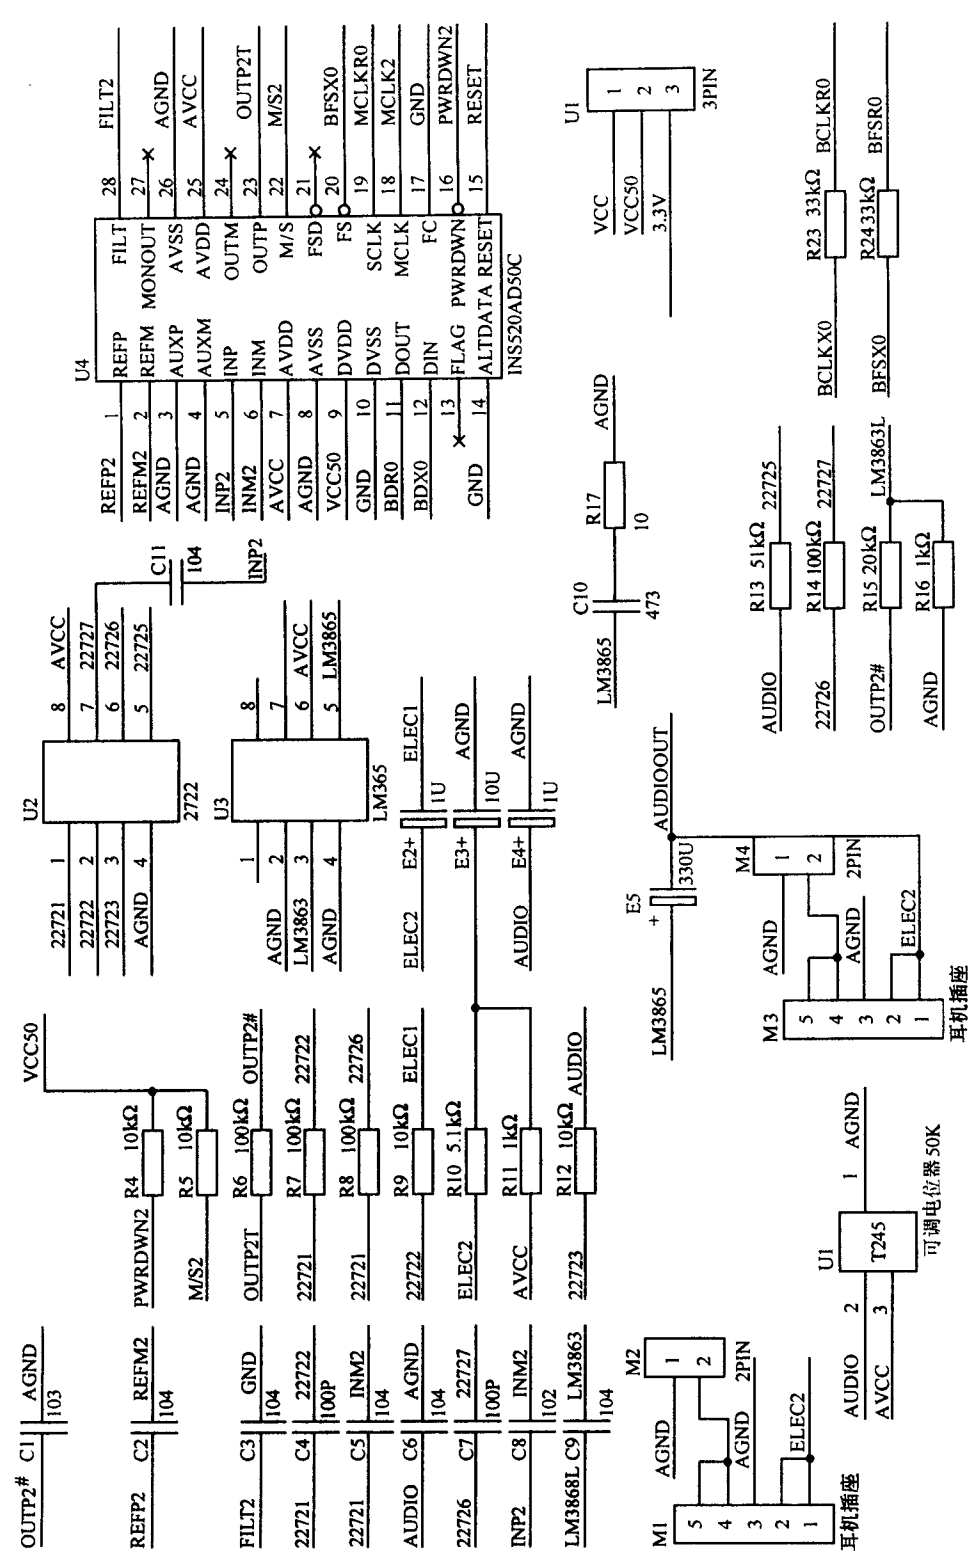 OUTP2# C1 AGND
103
REFP2 C2 REFM2
104
FILT2 C3 GND
104
22721 C4 22722
100P
22721 C5 INM2
104
AUDIO C6 AGND
104
22726 C7 22727
100P
INP2 C8 INM2
102
LM3868L C9 LM3863
104
VCC50
PWRDWN2 R4 10kΩ
M/S2 R5 10kΩ
OUTP2T R6 100kΩ OUTP2#
22721 R7 100kΩ 22722
22721 R8 100kΩ 22726
22722 R9 10kΩ ELEC1
ELEC2 R10 5.1kΩ
AVCC R11 1kΩ
22723 R12 10kΩ AUDIO
U2
22721 1 8 AVCC
22722 2 7 22727
22723 3 6 22726
AGND 4 5 22725
2722
C11
104
INP2
U3
1 8
AGND 2 7
LM3863 3 6 AVCC
AGND 4 5 LM3865
LM365
ELEC2 E2+ 1U ELEC1
E3+ 10U AGND
AUDIO E4+ 1U AGND
U4
REFP2 1 REFP FILT 28 FILT2
REFM2 2 REFM MONOUT 27
AGND 3 AUXP AVSS 26 AGND
AGND 4 AUXM AVDD 25 AVCC
INP2 5 INP OUTM 24
INM2 6 INM OUTP 23 OUTP2T
AVCC 7 AVDD M/S 22 M/S2
AGND 8 AVSS FSD 21
VCC50 9 DVDD FS 20 BFSX0
GND 10 DVSS SCLK 19 MCLKR0
BDR0 11 DOUT MCLK 18 MCLK2
BDX0 12 DIN FC 17 GND
13 FLAG PWRDWN 16 PWRDWN2
GND 14 ALTDATA RESET 15 RESET
INS520AD50C
M1
5
4
3
2
1
耳机插座
M2
1
2
2PIN
AGND
AGND
ELEC2
U1
T245
AUDIO 2
AVCC 3
1 AGND
可调电位器50K
LM3865 + E5 330U AUDIOOUT
M3
5
4
3
2
1
耳机插座
M4
1
2
2PIN
AGND
AGND
ELEC2
LM3865 C10 473
R17 10 AGND
U1
VCC 1
VCC50 2
3.3V 3
3PIN
AUDIO R13 51kΩ 22725
22726 R14 100kΩ 22727
OUTP2# R15 20kΩ LM3863L
AGND R16 1kΩ
BCLKX0 R23 33kΩ BCLKR0
BFSX0 R24 33kΩ BFSR0